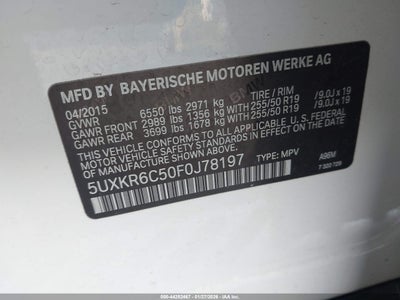 MFD BY BAYERISCHE MOTOREN WERKE AG
04/2015
GVWR 6550 lbs 2971 kg TIRE / RIM
GAWR FRONT 2989 lbs 1356 kg WITH 255/50 R19 /9.0J x 19
GAWR REAR 3699 lbs 1678 kg WITH 255/50 R19 /9.0J x 19
THIS VEHICLE CONFORMS TO ALL APPLICABLE U.S. FEDERAL
MOTOR VEHICLE SAFETY STANDARDS IN EFFECT ON THE
DATE OF MANUFACTURE SHOWN ABOVE.
5UXKR6C50F0J78197 TYPE: MPV